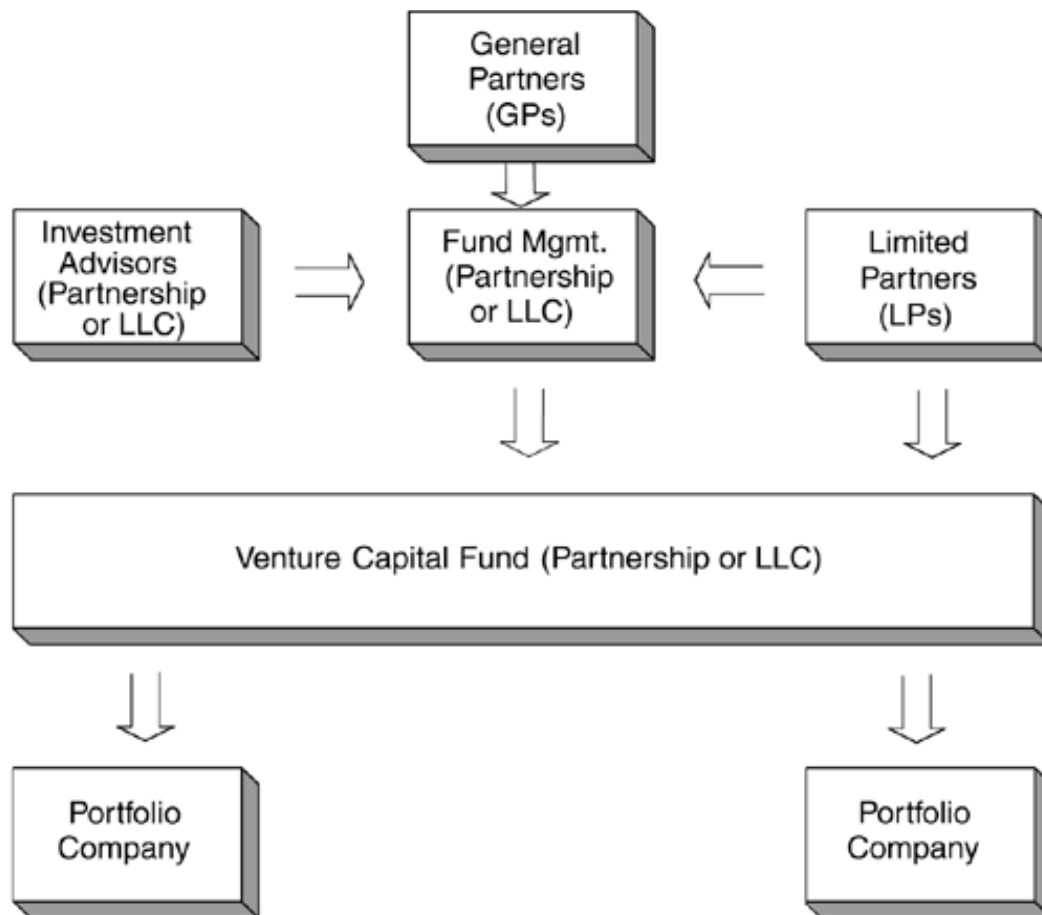 General
Partners
(GPs)
Investment
Advisors
(Partnership
or LLC)
Fund Mgmt.
(Partnership
or LLC)
Limited
Partners
(LPs)
Venture Capital Fund (Partnership or LLC)
Portfolio
Company
Portfolio
Company